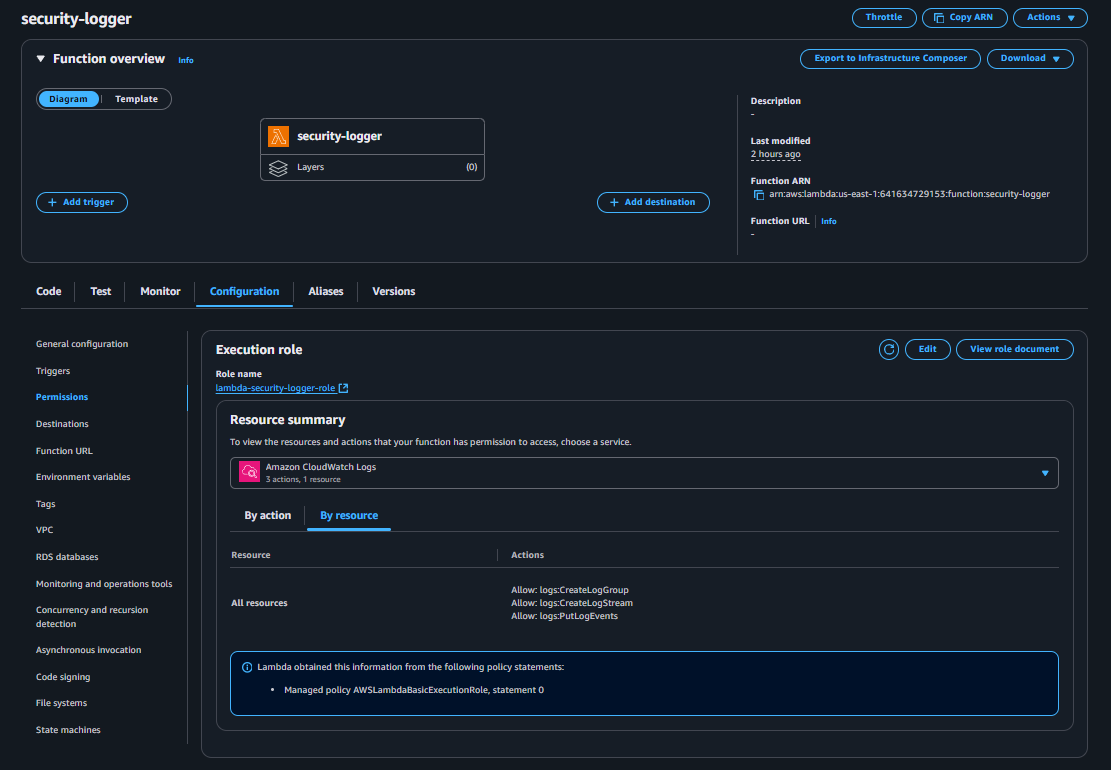 security-logger
Throttle
Copy ARN
Actions
Function overview
Info
Export to Infrastructure Composer
Download
Diagram
Template
security-logger
Layers
(0)
Add trigger
Add destination
Description
-
Last modified
2 hours ago
Function ARN
arn:aws:lambda:us-east-1:641634729153:function:security-logger
Function URL
Info
-
Code
Test
Monitor
Configuration
Aliases
Versions
General configuration
Triggers
Permissions
Destinations
Function URL
Environment variables
Tags
VPC
RDS databases
Monitoring and operations tools
Concurrency and recursion
detection
Asynchronous invocation
Code signing
File systems
State machines
Execution role
Edit
View role document
Role name
lambda-security-logger-role
Resource summary
To view the resources and actions that your function has permission to access, choose a service.
Amazon CloudWatch Logs
3 actions, 1 resource
By action
By resource
Resource
Actions
All resources
Allow: logs:CreateLogGroup
Allow: logs:CreateLogStream
Allow: logs:PutLogEvents
Lambda obtained this information from the following policy statements:
• Managed policy AWSLambdaBasicExecutionRole, statement 0